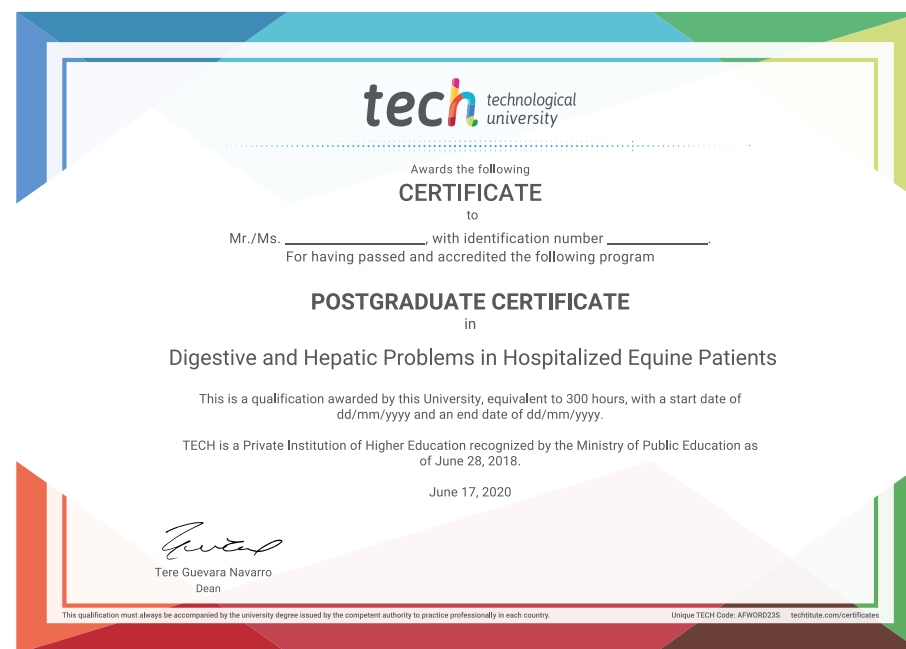 tech technological
university
Awards the following
CERTIFICATE
to
Mr./Ms. ____________________, with identification number ______________.
For having passed and accredited the following program
POSTGRADUATE CERTIFICATE
in
Digestive and Hepatic Problems in Hospitalized Equine Patients
This is a qualification awarded by this University, equivalent to 300 hours, with a start date of
dd/mm/yyyy and an end date of dd/mm/yyyy.
TECH is a Private Institution of Higher Education recognized by the Ministry of Public Education as
of June 28, 2018.
June 17, 2020
Tere Guevara Navarro
Dean
This qualification must always be accompanied by the university degree issued by the competent authority to practice professionally in each country. Unique TECH Code: AFWORD23S techtitute.com/certificates